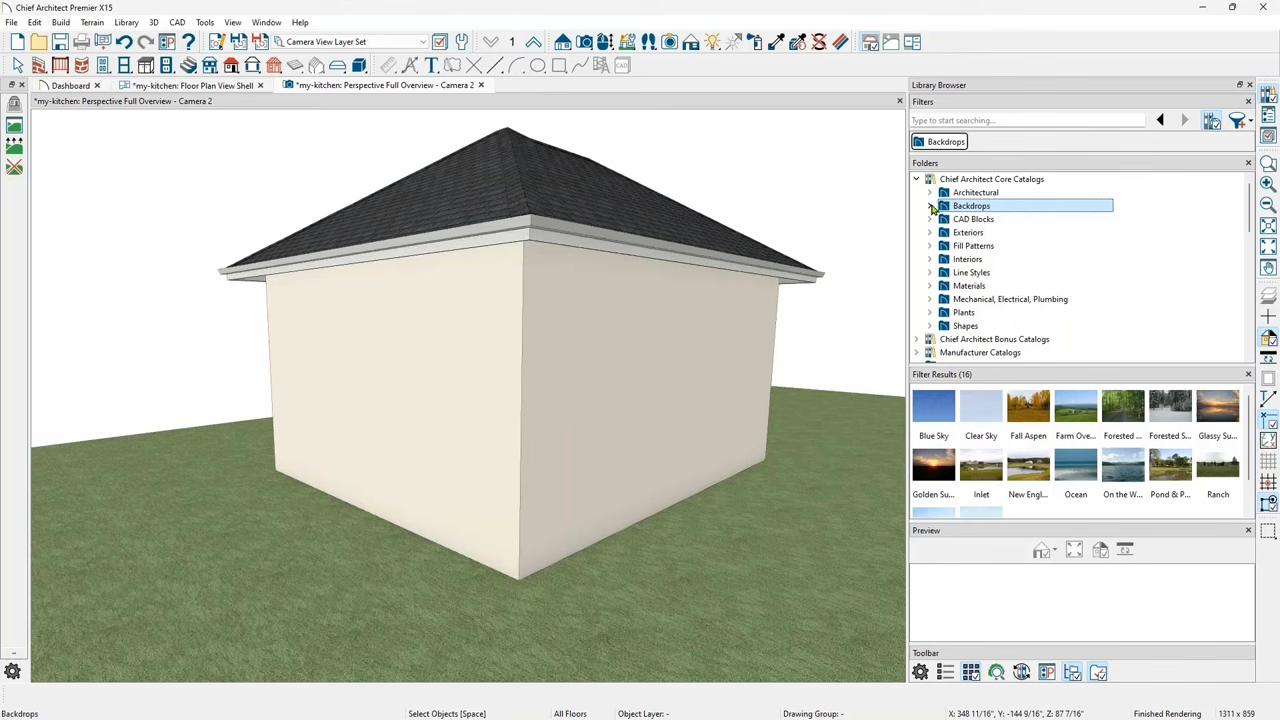 Chief Architect Premier X15
File Edit Build Terrain Library 3D CAD Tools View Window Help
Camera View Layer Set
1
Dashboard
*my-kitchen: Floor Plan View Shell
*my-kitchen: Perspective Full Overview - Camera 2
*my-kitchen: Perspective Full Overview - Camera 2
Library Browser
Filters
Type to start searching...
Backdrops
Folders
Chief Architect Core Catalogs
Architectural
Backdrops
CAD Blocks
Exteriors
Fill Patterns
Interiors
Line Styles
Materials
Mechanical, Electrical, Plumbing
Plants
Shapes
Chief Architect Bonus Catalogs
Manufacturer Catalogs
Filter Results (16)
Blue Sky Clear Sky Fall Aspen Farm Ove... Forested ... Forested S... Glassy Su...
Golden Su... Inlet New Engl... Ocean On the W... Pond & P... Ranch
Preview
Toolbar
Backdrops Select Objects [Space] All Floors Object Layer: - Drawing Group: - X: 348 11/16", Y: -144 9/16", Z: 87 7/16" Finished Rendering 1311 x 859